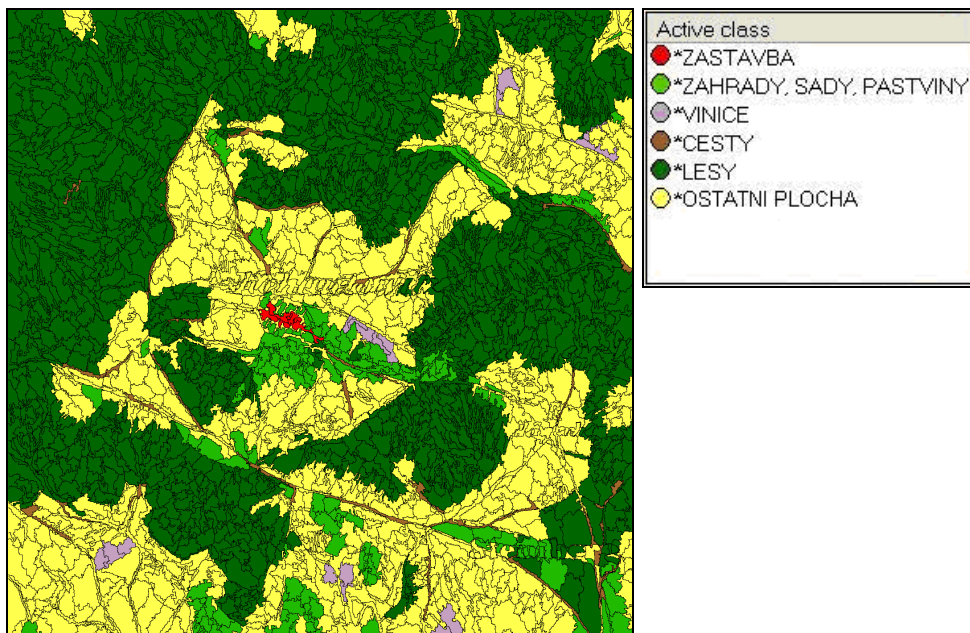 Active class
*ZASTAVBA
*ZAHRADY, SADY, PASTVINY
*VINICE
*CESTY
*LESY
*OSTATNI PLOCHA